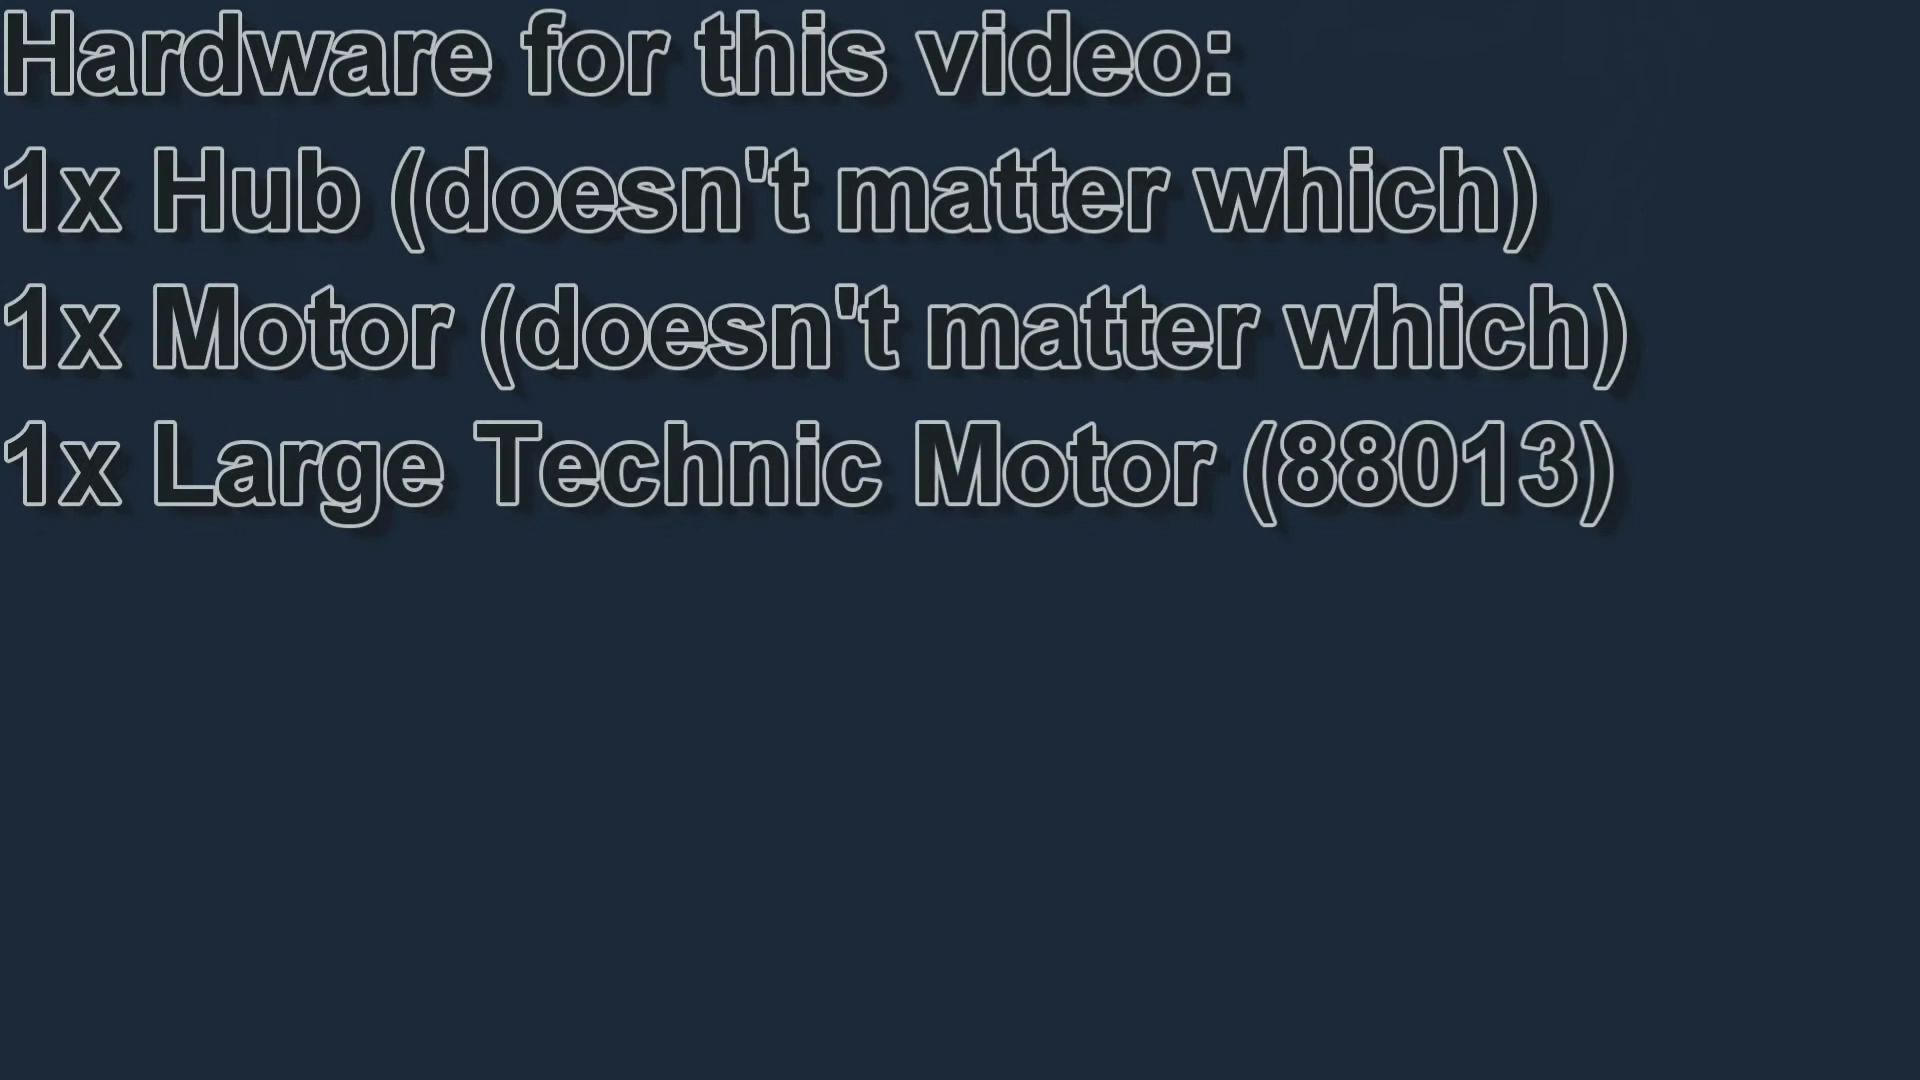 Hardware for this video:
1x Hub (doesn't matter which)
1x Motor (doesn't matter which)
1x Large Technic Motor (88013)